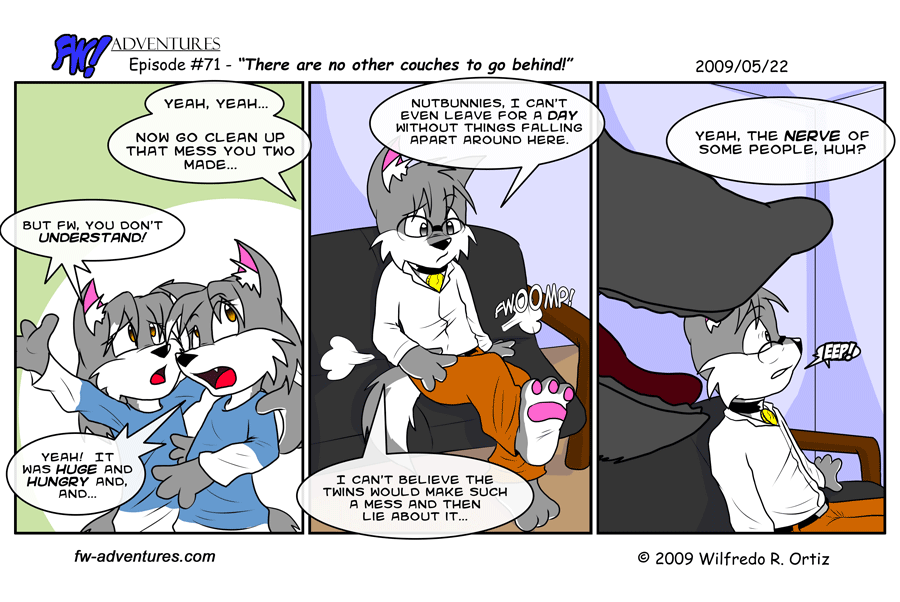 FW! ADVENTURES
Episode #71 - “There are no other couches to go behind!”
2009/05/22
YEAH, YEAH...
NOW GO CLEAN UP
THAT MESS YOU TWO
MADE...
BUT FW, YOU DON'T
UNDERSTAND!
YEAH! IT
WAS HUGE AND
HUNGRY AND,
AND...
NUTBUNNIES, I CAN'T
EVEN LEAVE FOR A DAY
WITHOUT THINGS FALLING
APART AROUND HERE.
FWOOMP!
I CAN'T BELIEVE THE
TWINS WOULD MAKE SUCH
A MESS AND THEN
LIE ABOUT IT...
YEAH, THE NERVE OF
SOME PEOPLE, HUH?
EEP!
fw-adventures.com
© 2009 Wilfredo R. Ortiz